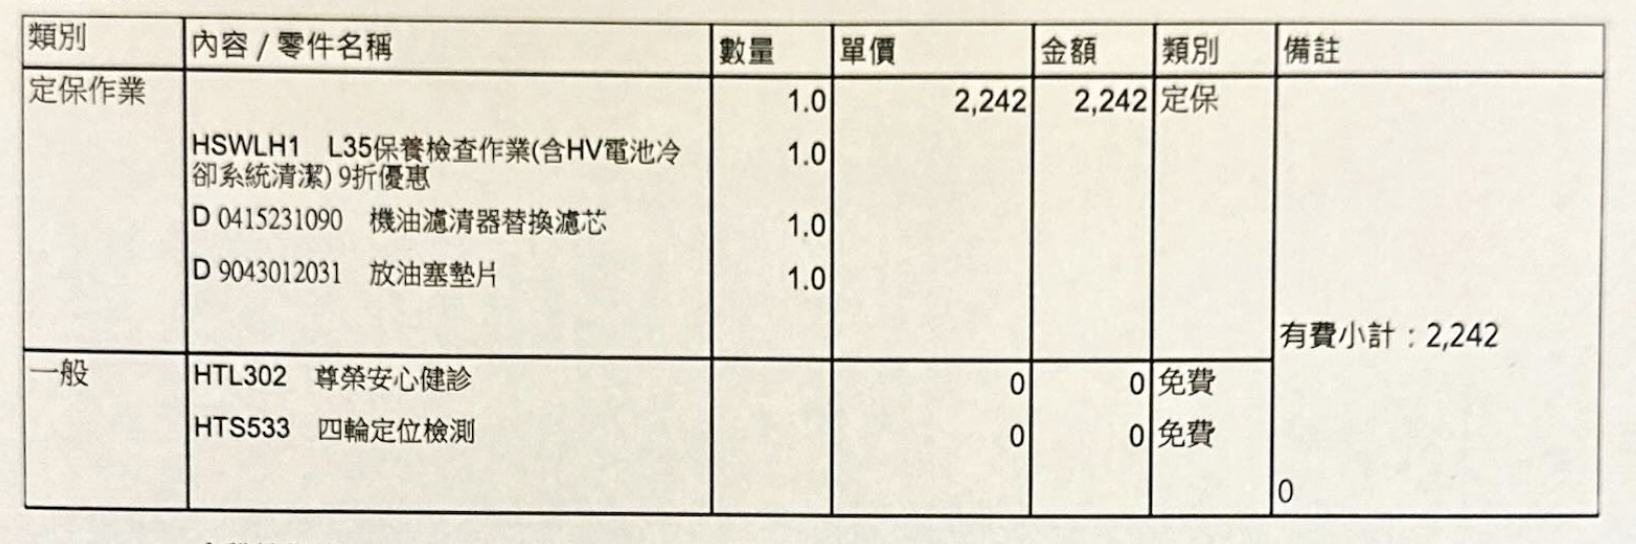 類別 內容 / 零件名稱 數量 單價 金額 類別 備註
定保作業 1.0 2,242 2,242 定保
HSWLH1 L35保養檢查作業(含HV電池冷 1.0
卻系統清潔) 9折優惠
D 0415231090 機油濾清器替換濾芯 1.0
D 9043012031 放油塞墊片 1.0
有費小計：2,242
一般 HTL302 尊榮安心健診 0 0 免費
HTS533 四輪定位檢測 0 0 免費
0